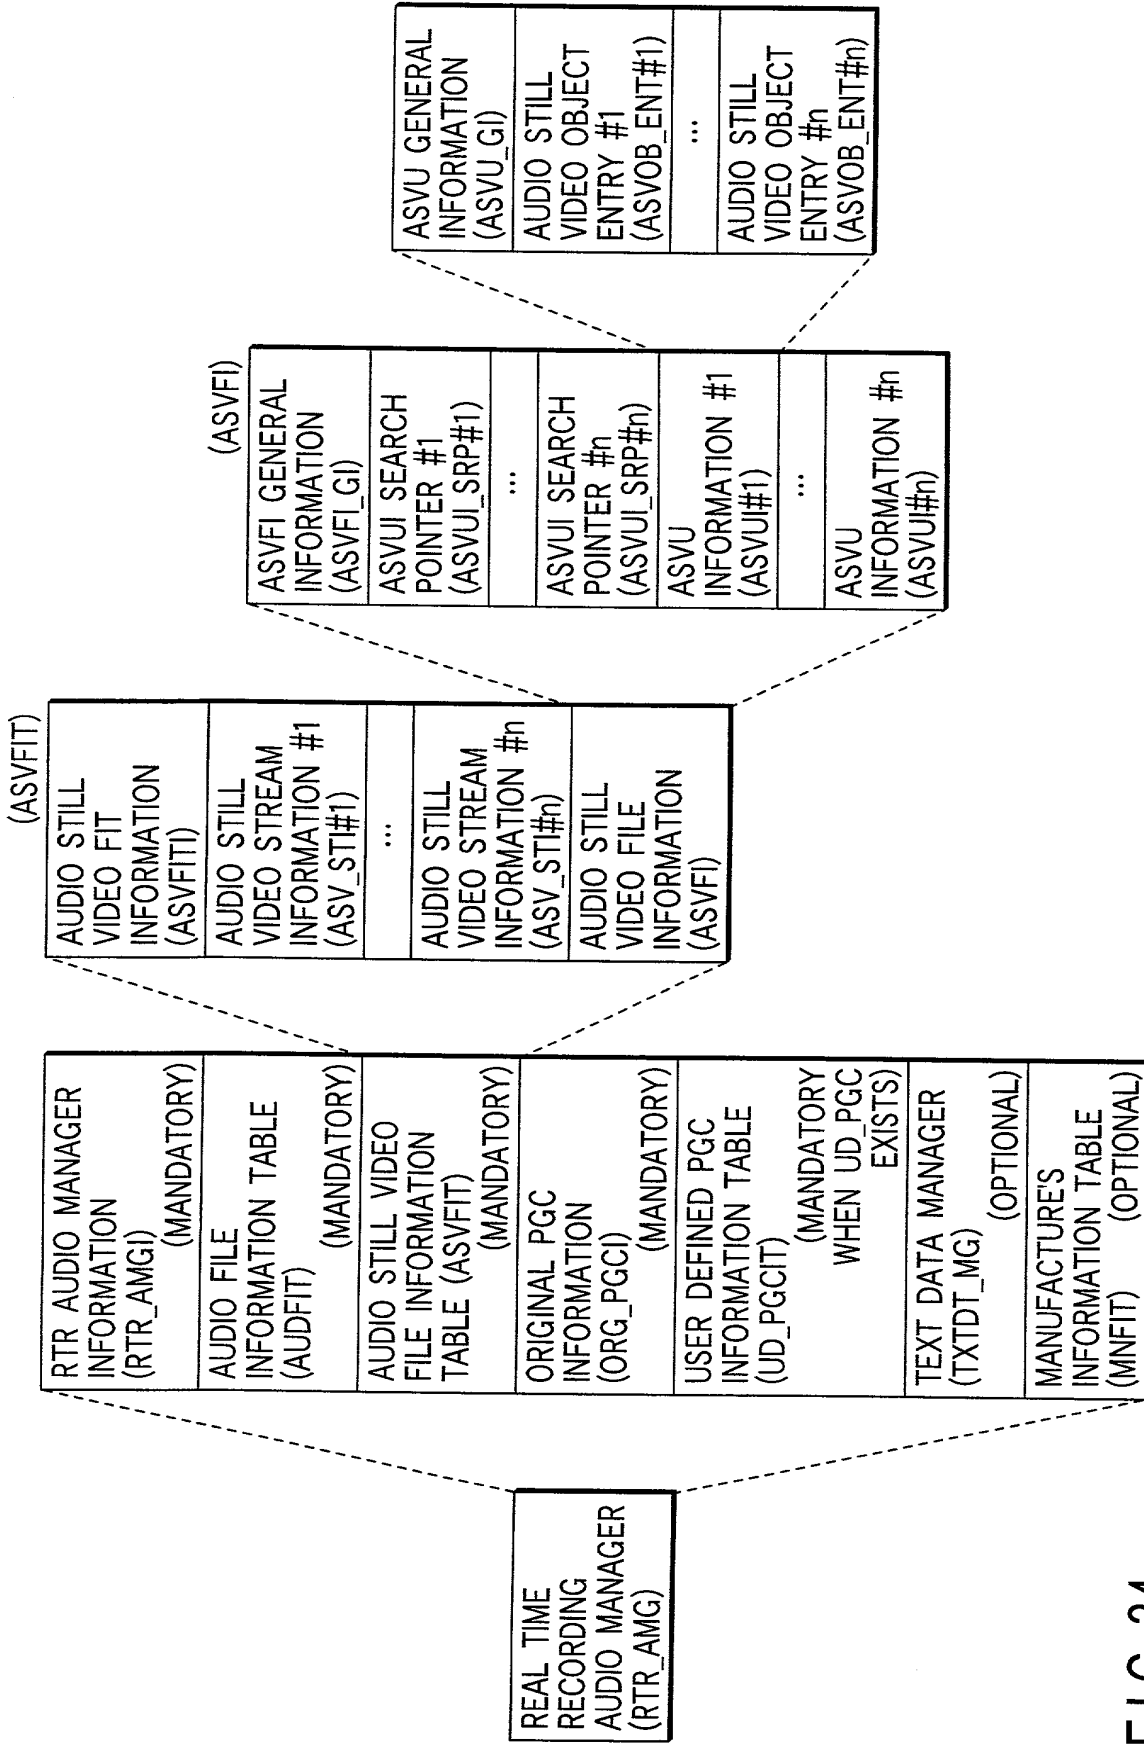 REAL TIME
RECORDING
AUDIO MANAGER
(RTR_AMG)
RTR AUDIO MANAGER
INFORMATION
(RTR_AMGI)
(MANDATORY)
AUDIO FILE
INFORMATION TABLE
(AUDFIT)
(MANDATORY)
AUDIO STILL VIDEO
FILE INFORMATION
TABLE (ASVFIT)
(MANDATORY)
ORIGINAL PGC
INFORMATION
(ORG_PGCI)
(MANDATORY)
USER DEFINED PGC
INFORMATION TABLE
(UD_PGCIT)
(MANDATORY
WHEN UD_PGC
EXISTS)
TEXT DATA MANAGER
(TXTDT_MG)
(OPTIONAL)
MANUFACTURE'S
INFORMATION TABLE
(MNFIT) (OPTIONAL)
(ASVFIT)
AUDIO STILL
VIDEO FIT
INFORMATION
(ASVFITI)
AUDIO STILL
VIDEO STREAM
INFORMATION #1
(ASV_STI#1)
...
AUDIO STILL
VIDEO STREAM
INFORMATION #n
(ASV_STI#n)
AUDIO STILL
VIDEO FILE
INFORMATION
(ASVFI)
(ASVFI)
ASVFI GENERAL
INFORMATION
(ASVFI_GI)
ASVUI SEARCH
POINTER #1
(ASVUI_SRP#1)
...
ASVUI SEARCH
POINTER #n
(ASVUI_SRP#n)
ASVU
INFORMATION #1
(ASVUI#1)
...
ASVU
INFORMATION #n
(ASVUI#n)
ASVU GENERAL
INFORMATION
(ASVU_GI)
AUDIO STILL
VIDEO OBJECT
ENTRY #1
(ASVOB_ENT#1)
...
AUDIO STILL
VIDEO OBJECT
ENTRY #n
(ASVOB_ENT#n)